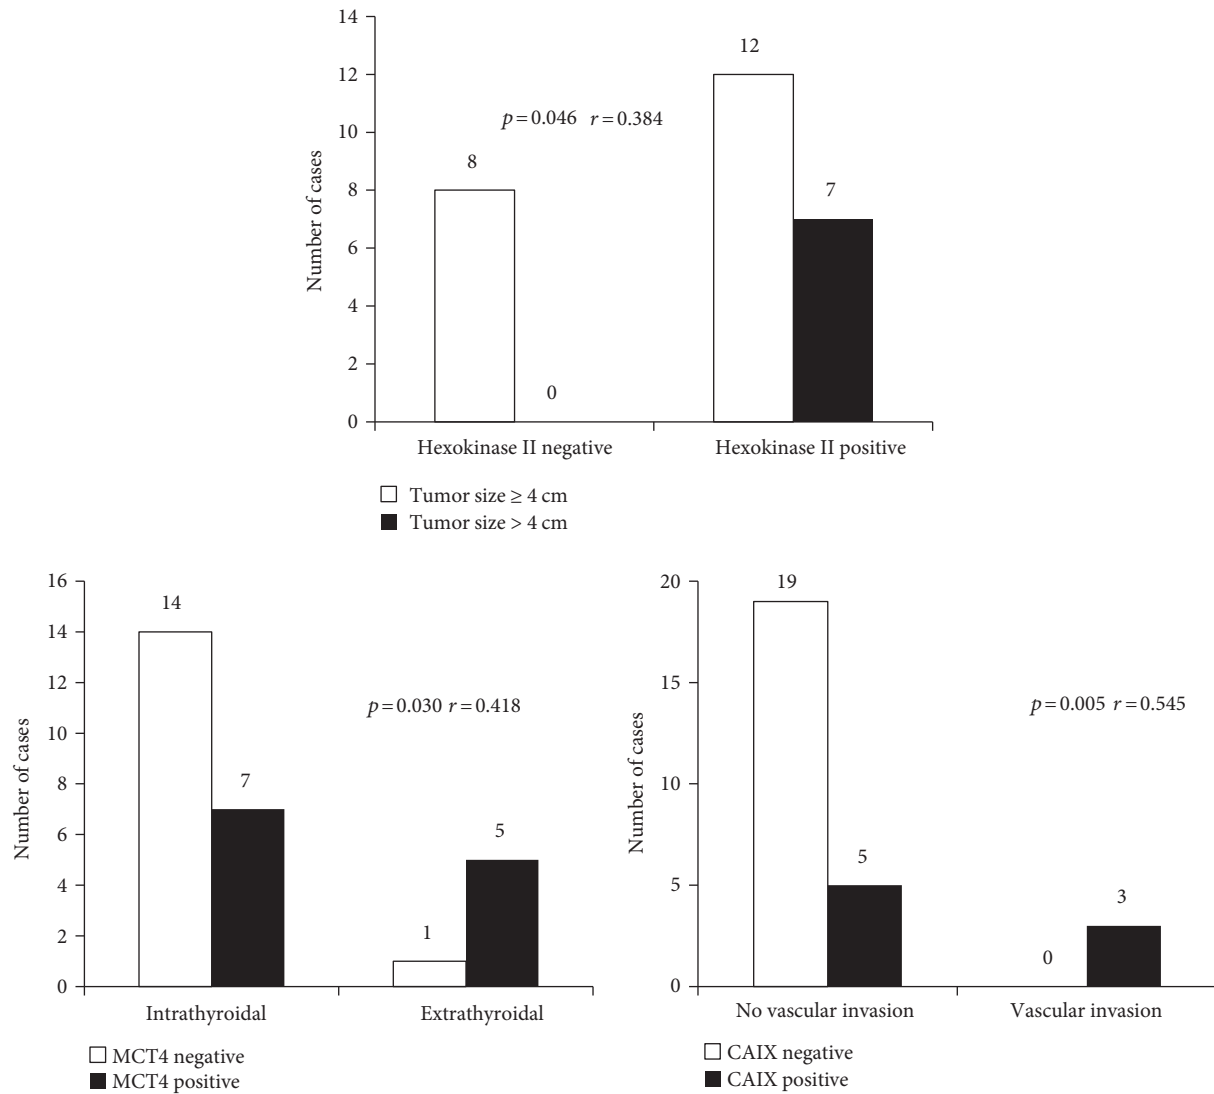 14
12
10
8
6
4
2
0
Number of cases
8
0
12
7
p = 0.046 r = 0.384
Hexokinase II negative
Hexokinase II positive
Tumor size ≥ 4 cm
Tumor size > 4 cm
16
14
12
10
8
6
4
2
0
Number of cases
14
7
1
5
p = 0.030 r = 0.418
Intrathyroidal
Extrathyroidal
MCT4 negative
MCT4 positive
20
15
10
5
0
Number of cases
19
5
0
3
p = 0.005 r = 0.545
No vascular invasion
Vascular invasion
CAIX negative
CAIX positive